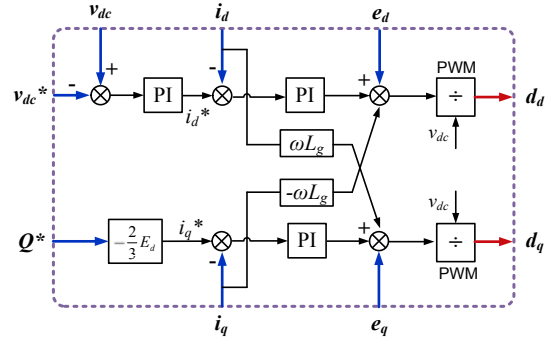 v_dc i_d e_d
+ - + PWM
v_dc* - PI i_d* PI ÷ d_d
ωL_g v_dc
-ωL_g
Q* -2/3 E_d i_q* - PI + v_dc ÷ d_q
PWM
i_q e_q